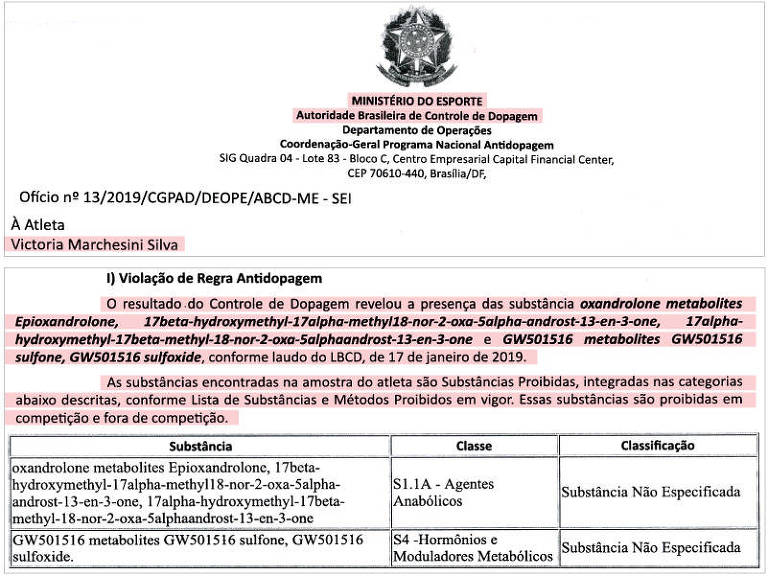 MINISTÉRIO DO ESPORTE
Autoridade Brasileira de Controle de Dopagem
Departamento de Operações
Coordenação-Geral Programa Nacional Antidopagem
SIG Quadra 04 - Lote 83 - Bloco C, Centro Empresarial Capital Financial Center,
CEP 70610-440, Brasília/DF,
Ofício nº 13/2019/CGPAD/DEOPE/ABCD-ME - SEI
À Atleta
Victoria Marchesini Silva
I) Violação de Regra Antidopagem
O resultado do Controle de Dopagem revelou a presença das substância oxandrolone metabolites
Epioxandrolone, 17beta-hydroxymethyl-17alpha-methyl18-nor-2-oxa-5alpha-androst-13-en-3-one, 17alpha-
hydroxymethyl-17beta-methyl-18-nor-2-oxa-5alphaandrost-13-en-3-one e GW501516 metabolites GW501516
sulfone, GW501516 sulfoxide, conforme laudo do LBCD, de 17 de janeiro de 2019.
As substâncias encontradas na amostra do atleta são Substâncias Proibidas, integradas nas categorias
abaixo descritas, conforme Lista de Substâncias e Métodos Proibidos em vigor. Essas substâncias são proibidas em
competição e fora de competição.
Substância Classe Classificação
oxandrolone metabolites Epioxandrolone, 17beta-
hydroxymethyl-17alpha-methyl18-nor-2-oxa-5alpha-
androst-13-en-3-one, 17alpha-hydroxymethyl-17beta-
methyl-18-nor-2-oxa-5alphaandrost-13-en-3-one
S1.1A - Agentes
Anabólicos
Substância Não Especificada
GW501516 metabolites GW501516 sulfone, GW501516
sulfoxide.
S4 -Hormônios e
Moduladores Metabólicos
Substância Não Especificada